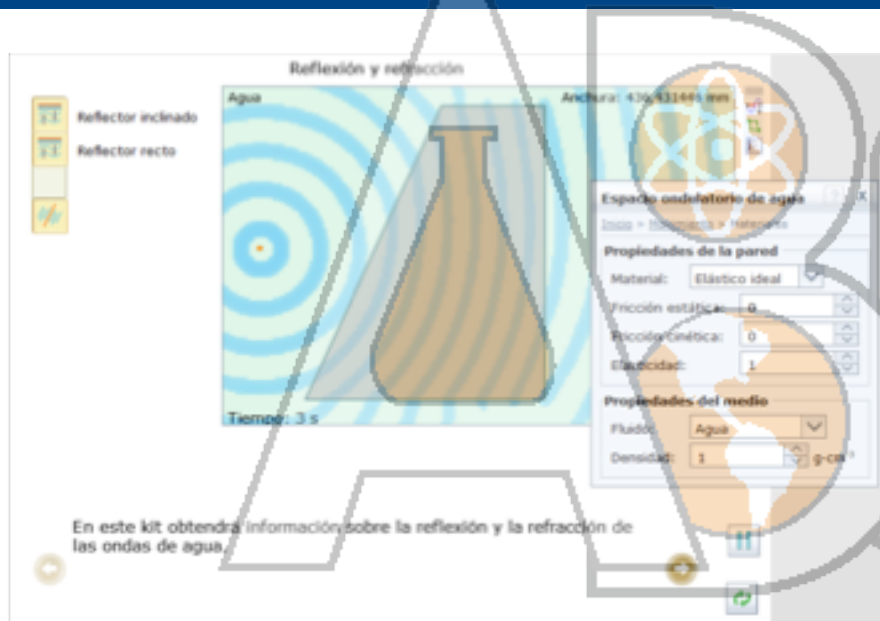 Reflexión y refracción
Agua
Anchura: 436,431446 mm
Reflector inclinado
Reflector recto
Espacio ondulatorio de agua
Inicio > > Materiales
Propiedades de la pared
Material: Elástico ideal
Fricción estática: 0
Fricción cinética: 0
Elasticidad: 1
Propiedades del medio
Fluido: Agua
Densidad: 1 g·cm
Tiempo: 3 s
En este kit obtendrá información sobre la reflexión y la refracción de
las ondas de agua.